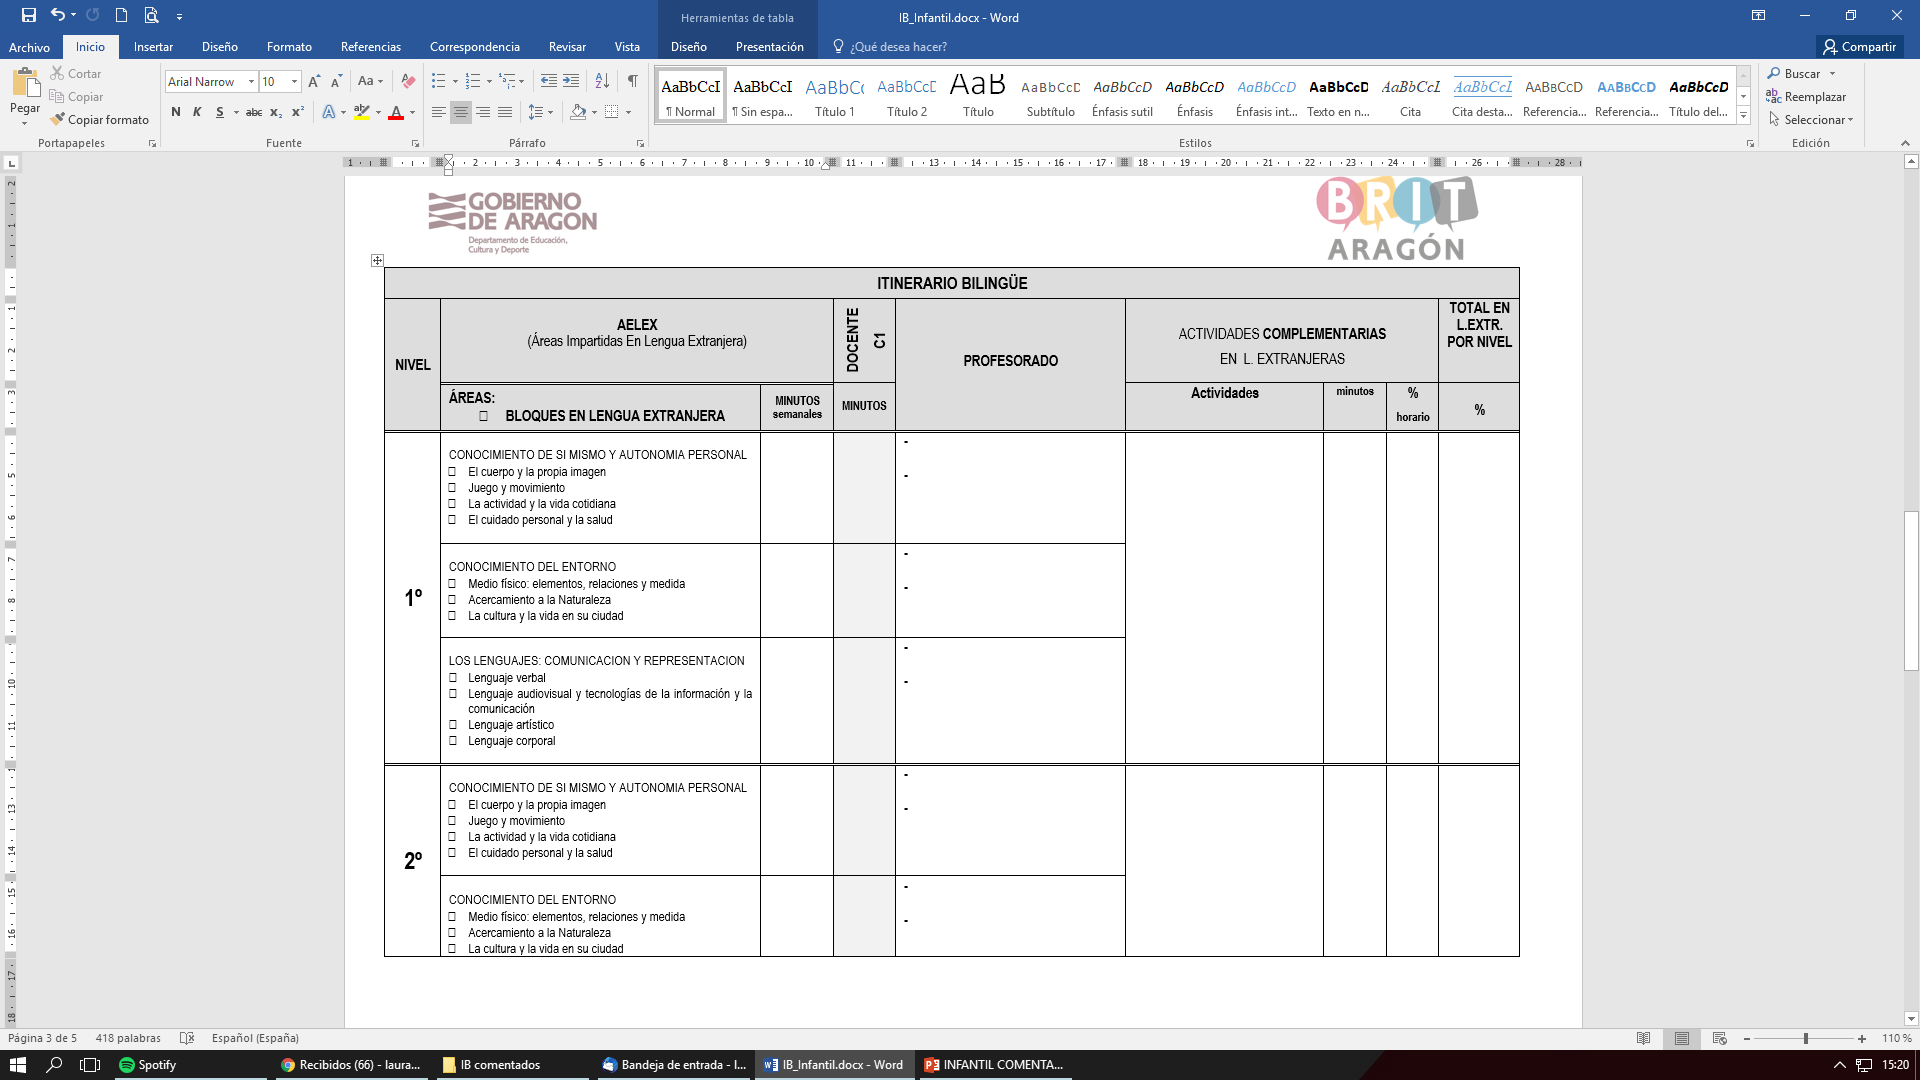 Herramientas de tabla
IB_Infantil.docx - Word
Archivo
Inicio
Insertar
Diseño
Formato
Referencias
Correspondencia
Revisar
Vista
Diseño
Presentación
¿Qué desea hacer?
Compartir
Pegar
Cortar
Copiar
Copiar formato
Portapapeles
Arial Narrow
10
Fuente
Párrafo
AaBbCcI AaBbCcI AaBbCc AaBbCcD AaB AaBbCcD AaBbCcD AaBbCcD AaBbCcD AaBbCcD AaBbCcI AaBbCcI AaBbCcD AaBbCcD AaBbCcD
¶ Normal
¶ Sin espa...
Título 1
Título 2
Título
Subtítulo
Énfasis sutil
Énfasis
Énfasis int...
Texto en n...
Cita
Cita desta...
Referencia...
Referencia...
Título del...
Estilos
Buscar
Reemplazar
Seleccionar
Edición
GOBIERNO
DE ARAGON
Departamento de Educación,
Cultura y Deporte
BRIT
ARAGÓN
ITINERARIO BILINGÜE
NIVEL
AELEX
(Áreas Impartidas En Lengua Extranjera)
DOCENTE
C1
PROFESORADO
ACTIVIDADES COMPLEMENTARIAS
EN L. EXTRANJERAS
TOTAL EN
L.EXTR.
POR NIVEL
ÁREAS:
BLOQUES EN LENGUA EXTRANJERA
MINUTOS
semanales
MINUTOS
Actividades
minutos
%
horario
%
1º
CONOCIMIENTO DE SI MISMO Y AUTONOMIA PERSONAL
El cuerpo y la propia imagen
Juego y movimiento
La actividad y la vida cotidiana
El cuidado personal y la salud
-
-
CONOCIMIENTO DEL ENTORNO
Medio físico: elementos, relaciones y medida
Acercamiento a la Naturaleza
La cultura y la vida en su ciudad
-
-
LOS LENGUAJES: COMUNICACION Y REPRESENTACION
Lenguaje verbal
Lenguaje audiovisual y tecnologías de la información y la
comunicación
Lenguaje artístico
Lenguaje corporal
-
-
2º
CONOCIMIENTO DE SI MISMO Y AUTONOMIA PERSONAL
El cuerpo y la propia imagen
Juego y movimiento
La actividad y la vida cotidiana
El cuidado personal y la salud
-
-
CONOCIMIENTO DEL ENTORNO
Medio físico: elementos, relaciones y medida
Acercamiento a la Naturaleza
La cultura y la vida en su ciudad
-
-
Página 3 de 5
418 palabras
Español (España)
110 %
Spotify
Recibidos (66) - laura...
IB comentados
Bandeja de entrada - l...
IB_Infantil.docx - Word
INFANTIL COMENTA...
15:20